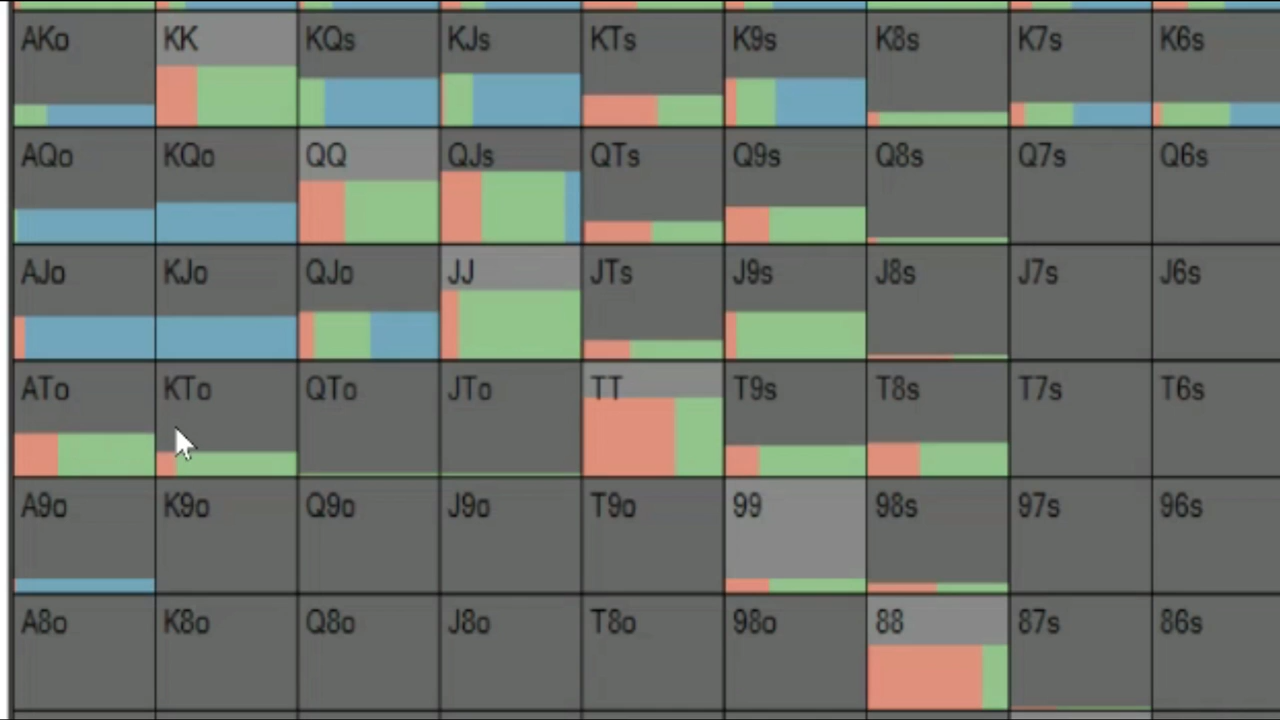 AKo KK KQs KJs KTs K9s K8s K7s K6s
AQo KQo QQ QJs QTs Q9s Q8s Q7s Q6s
AJo KJo QJo JJ JTs J9s J8s J7s J6s
ATo KTo QTo JTo TT T9s T8s T7s T6s
A9o K9o Q9o J9o T9o 99 98s 97s 96s
A8o K8o Q8o J8o T8o 98o 88 87s 86s